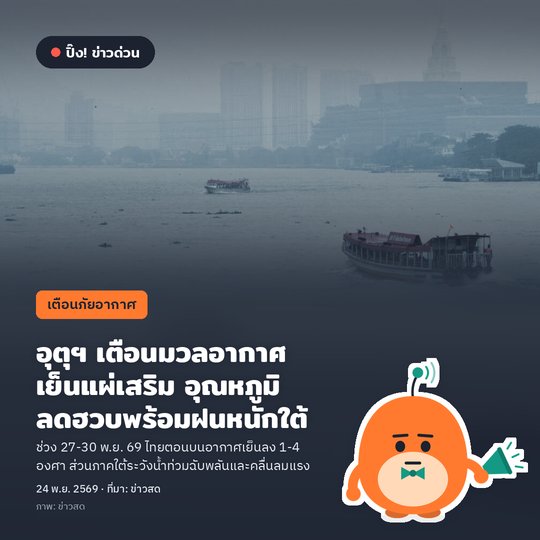 ปิ๊ง! ข่าวด่วน
เตือนภัยอากาศ
อุตุฯ เตือนมวลอากาศ
เย็นแผ่เสริม อุณหภูมิ
ลดฮวบพร้อมฝนหนักใต้
ช่วง 27-30 พ.ย. 69 ไทยตอนบนอากาศเย็นลง 1-4
องศา ส่วนภาคใต้ระวังน้ำท่วมฉับพลันและคลื่นลมแรง
24 พ.ย. 2569 · ที่มา: ข่าวสด
ภาพ: ข่าวสด